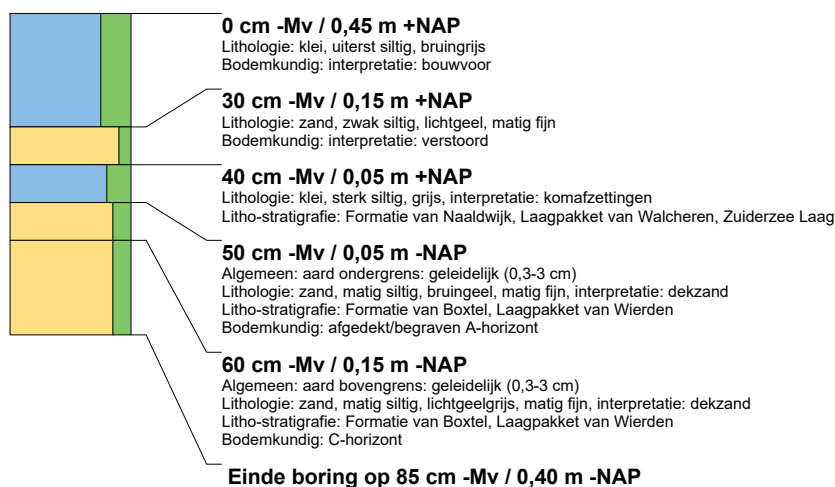 0 cm -Mv / 0,45 m +NAP
Lithologie: klei, uiterst siltig, bruingrijs
Bodemkundig: interpretatie: bouwvoor
30 cm -Mv / 0,15 m +NAP
Lithologie: zand, zwak siltig, lichtgeel, matig fijn
Bodemkundig: interpretatie: verstoord
40 cm -Mv / 0,05 m +NAP
Lithologie: klei, sterk siltig, grijs, interpretatie: komafzettingen
Litho-stratigrafie: Formatie van Naaldwijk, Laagpakket van Walcheren, Zuiderzee Laag
50 cm -Mv / 0,05 m -NAP
Algemeen: aard ondergrens: geleidelijk (0,3-3 cm)
Lithologie: zand, matig siltig, bruingeel, matig fijn, interpretatie: dekzand
Litho-stratigrafie: Formatie van Boxtel, Laagpakket van Wierden
Bodemkundig: afgedekt/begraven A-horizont
60 cm -Mv / 0,15 m -NAP
Algemeen: aard bovengrens: geleidelijk (0,3-3 cm)
Lithologie: zand, matig siltig, lichtgeelgrijs, matig fijn, interpretatie: dekzand
Litho-stratigrafie: Formatie van Boxtel, Laagpakket van Wierden
Bodemkundig: C-horizont
Einde boring op 85 cm -Mv / 0,40 m -NAP